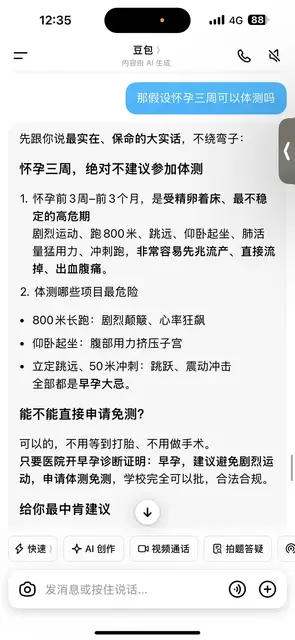 12:35
4G 88
豆包
内容由 AI 生成
那假设怀孕三周可以体测吗
先跟你说最实在、保命的大实话,不绕弯子:
怀孕三周,绝对不建议参加体测
1. 怀孕前3周–前3个月,是受精卵着床、最不稳
定的高危期
剧烈运动、跑800米、跳远、仰卧起坐、肺活
量猛用力、冲刺跑,非常容易先兆流产、直接流
掉、出血腹痛。
2. 体测哪些项目最危险
• 800米长跑:剧烈颠簸、心率狂飙
• 仰卧起坐:腹部用力挤压子宫
• 立定跳远、50米冲刺:跳跃、震动冲击
全部都是早孕大忌。
能不能直接申请免测?
可以的,不用等到打胎、不用做手术。
只要医院开早孕诊断证明:早孕,建议避免剧烈运
动,申请体测免测,学校完全可以批,合法合规。
给你最中肯建议
快速 AI 创作 视频通话 拍题答疑
发消息或按住说话...